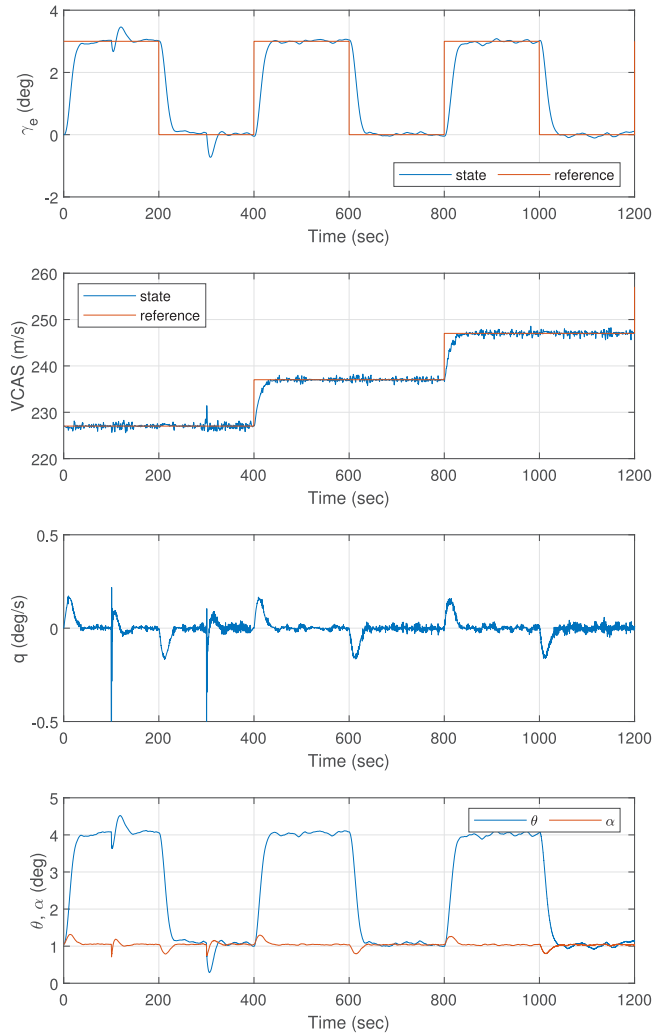 4
2
0
-2
γe (deg)
state
reference
0 200 400 600 800 1000 1200
Time (sec)
260
250
240
230
220
VCAS (m/s)
state
reference
0 200 400 600 800 1000 1200
Time (sec)
0.5
0
-0.5
q (deg/s)
0 200 400 600 800 1000 1200
Time (sec)
5
4
3
2
1
0
θ, α (deg)
θ
α
0 200 400 600 800 1000 1200
Time (sec)